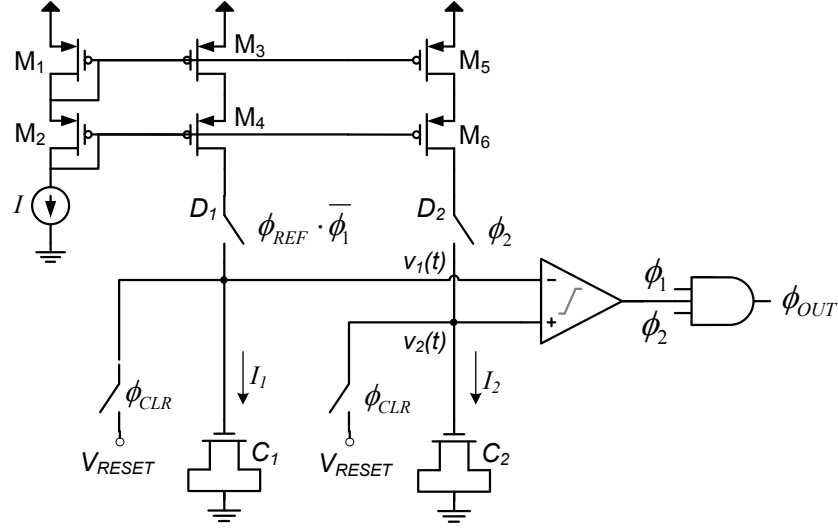 M1 M3 M5
M2 M4 M6
I
D1 ϕREF · ϕ̅1̅ D2 ϕ2
v1(t) − ϕ1 ϕOUT
v2(t) + ϕ2
ϕCLR I1 ϕCLR I2
VRESET C1 VRESET C2